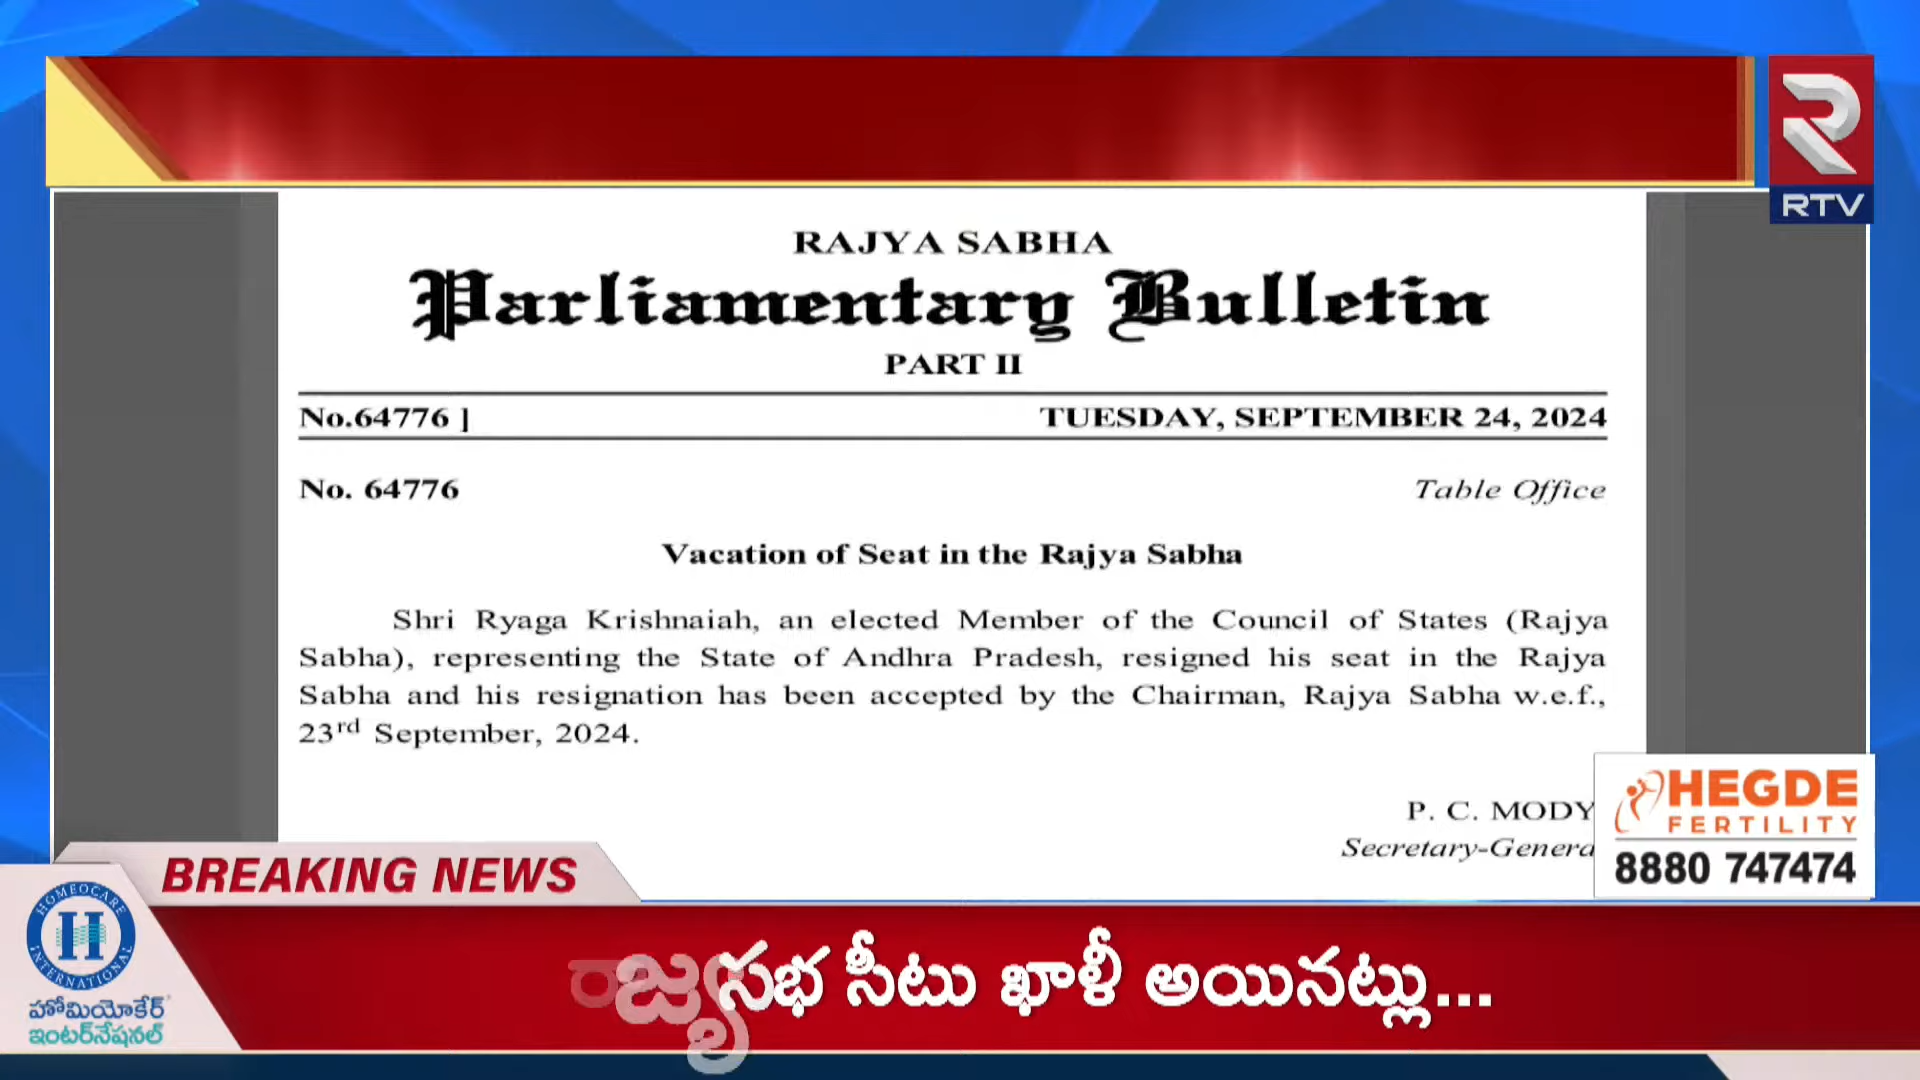 RTV
RAJYA SABHA
Parliamentary Bulletin
PART II
No.64776 ] TUESDAY, SEPTEMBER 24, 2024
No. 64776 Table Office
Vacation of Seat in the Rajya Sabha
Shri Ryaga Krishnaiah, an elected Member of the Council of States (Rajya
Sabha), representing the State of Andhra Pradesh, resigned his seat in the Rajya
Sabha and his resignation has been accepted by the Chairman, Rajya Sabha w.e.f.,
23rd September, 2024.
P. C. MODY
Secretary-Genera
HEGDE
FERTILITY
8880 747474
BREAKING NEWS
HOMEOCARE
INTERNATIONAL
హోమియోకేర్
ఇంటర్నేషనల్
రాజ్యసభ సీటు ఖాళీ అయినట్లు...